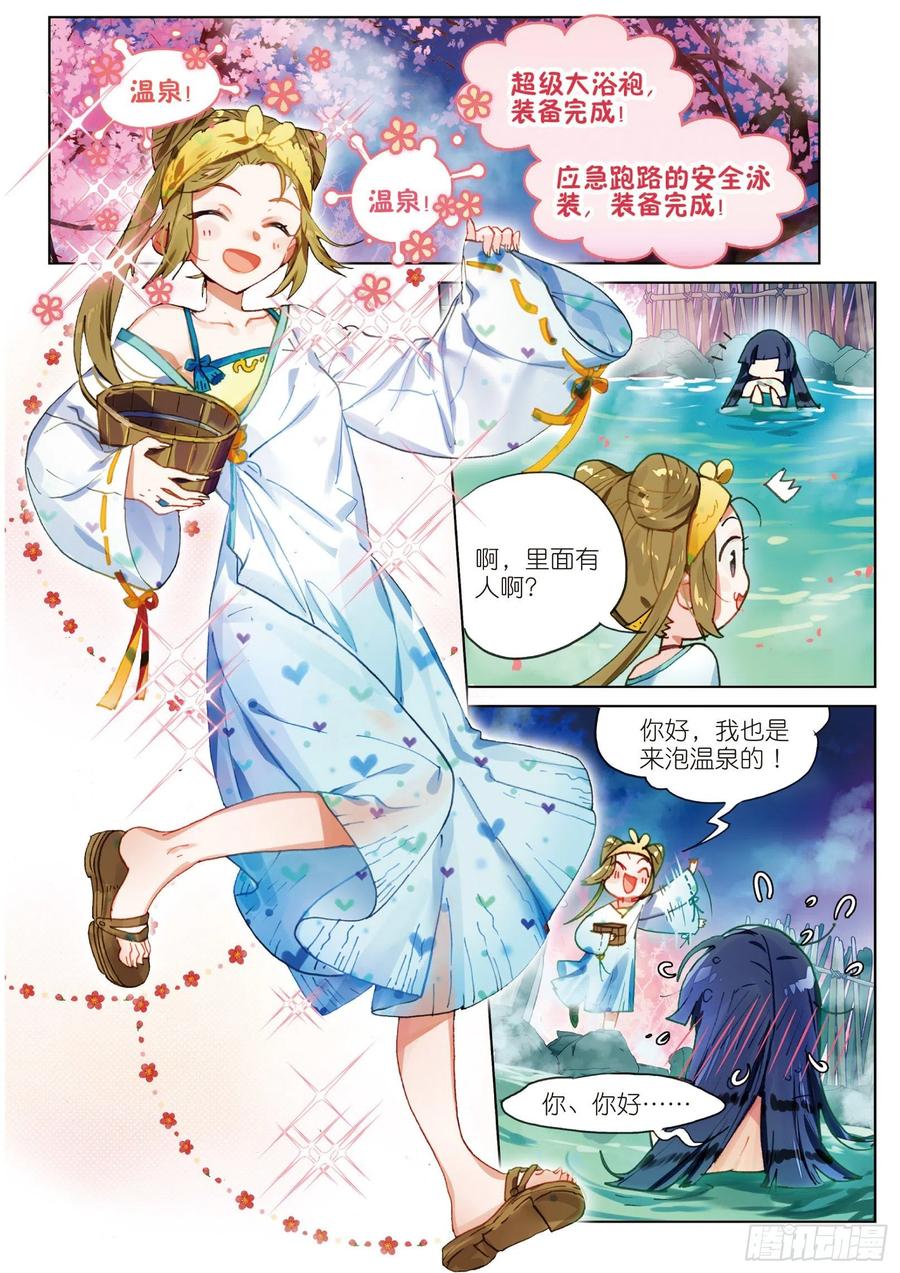 温泉！
超级大浴袍，
装备完成！
温泉！
应急跑路的安全泳
装，装备完成！
啊，里面有
人啊？
你好，我也是
来泡温泉的！
你、你好……
腾讯动漫